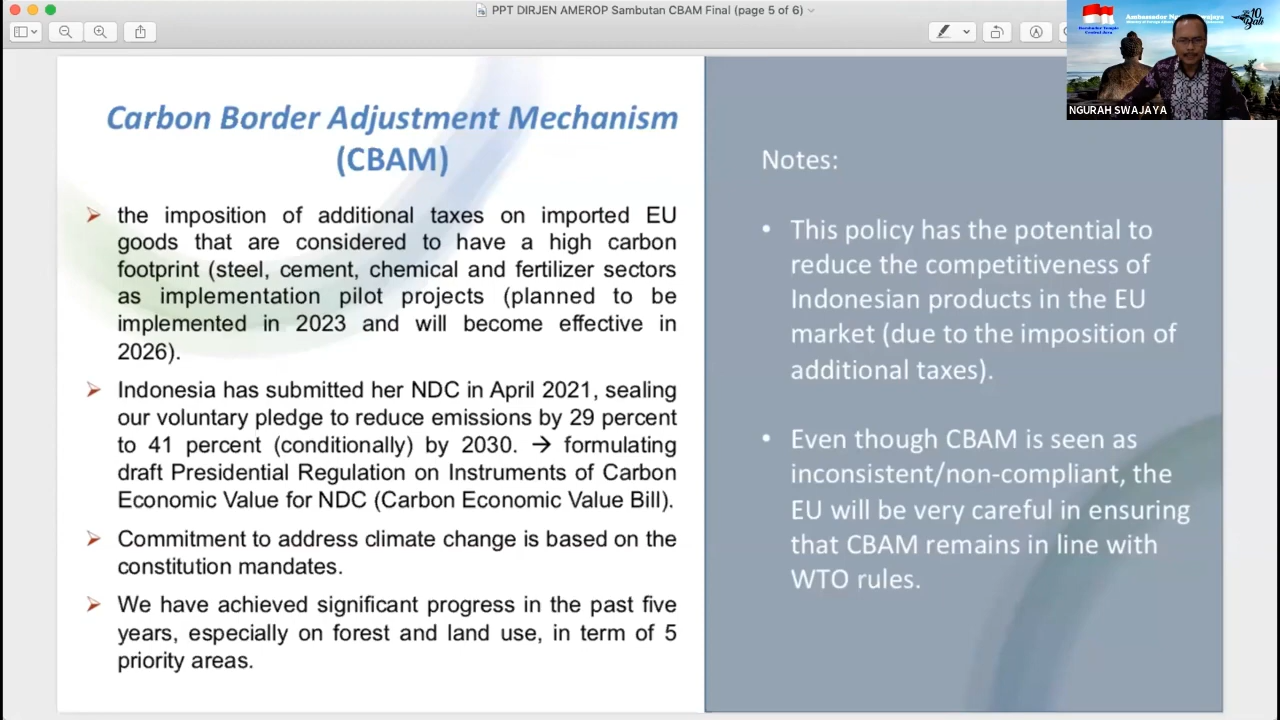 PPT DIRJEN AMEROP Sambutan CBAM Final (page 5 of 6)
Carbon Border Adjustment Mechanism
(CBAM)
➢ the imposition of additional taxes on imported EU
goods that are considered to have a high carbon
footprint (steel, cement, chemical and fertilizer sectors
as implementation pilot projects (planned to be
implemented in 2023 and will become effective in
2026).
➢ Indonesia has submitted her NDC in April 2021, sealing
our voluntary pledge to reduce emissions by 29 percent
to 41 percent (conditionally) by 2030. → formulating
draft Presidential Regulation on Instruments of Carbon
Economic Value for NDC (Carbon Economic Value Bill).
➢ Commitment to address climate change is based on the
constitution mandates.
➢ We have achieved significant progress in the past five
years, especially on forest and land use, in term of 5
priority areas.
Notes:
• This policy has the potential to
reduce the competitiveness of
Indonesian products in the EU
market (due to the imposition of
additional taxes).
• Even though CBAM is seen as
inconsistent/non-compliant, the
EU will be very careful in ensuring
that CBAM remains in line with
WTO rules.
Ambassador
Bali
NGURAH SWAJAYA